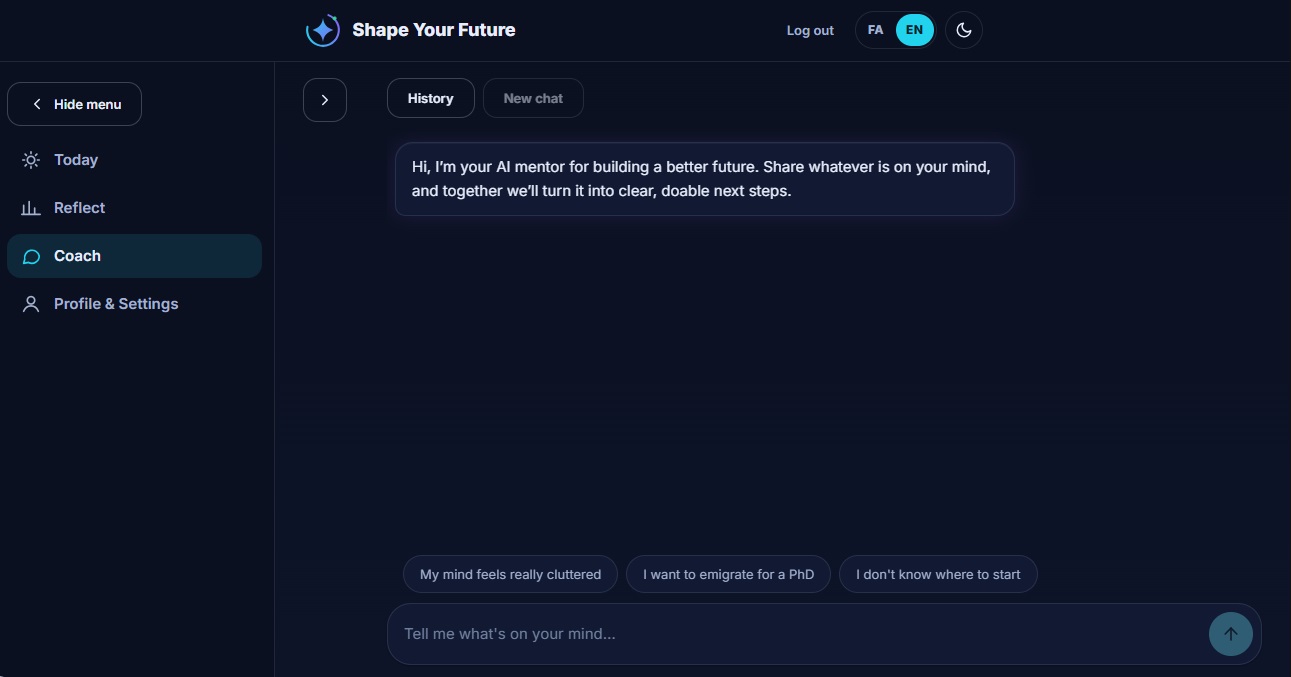 Shape Your Future
Log out
FA
EN
Hide menu
Today
Reflect
Coach
Profile & Settings
History
New chat
Hi, I’m your AI mentor for building a better future. Share whatever is on your mind,
and together we’ll turn it into clear, doable next steps.
My mind feels really cluttered
I want to emigrate for a PhD
I don't know where to start
Tell me what's on your mind...